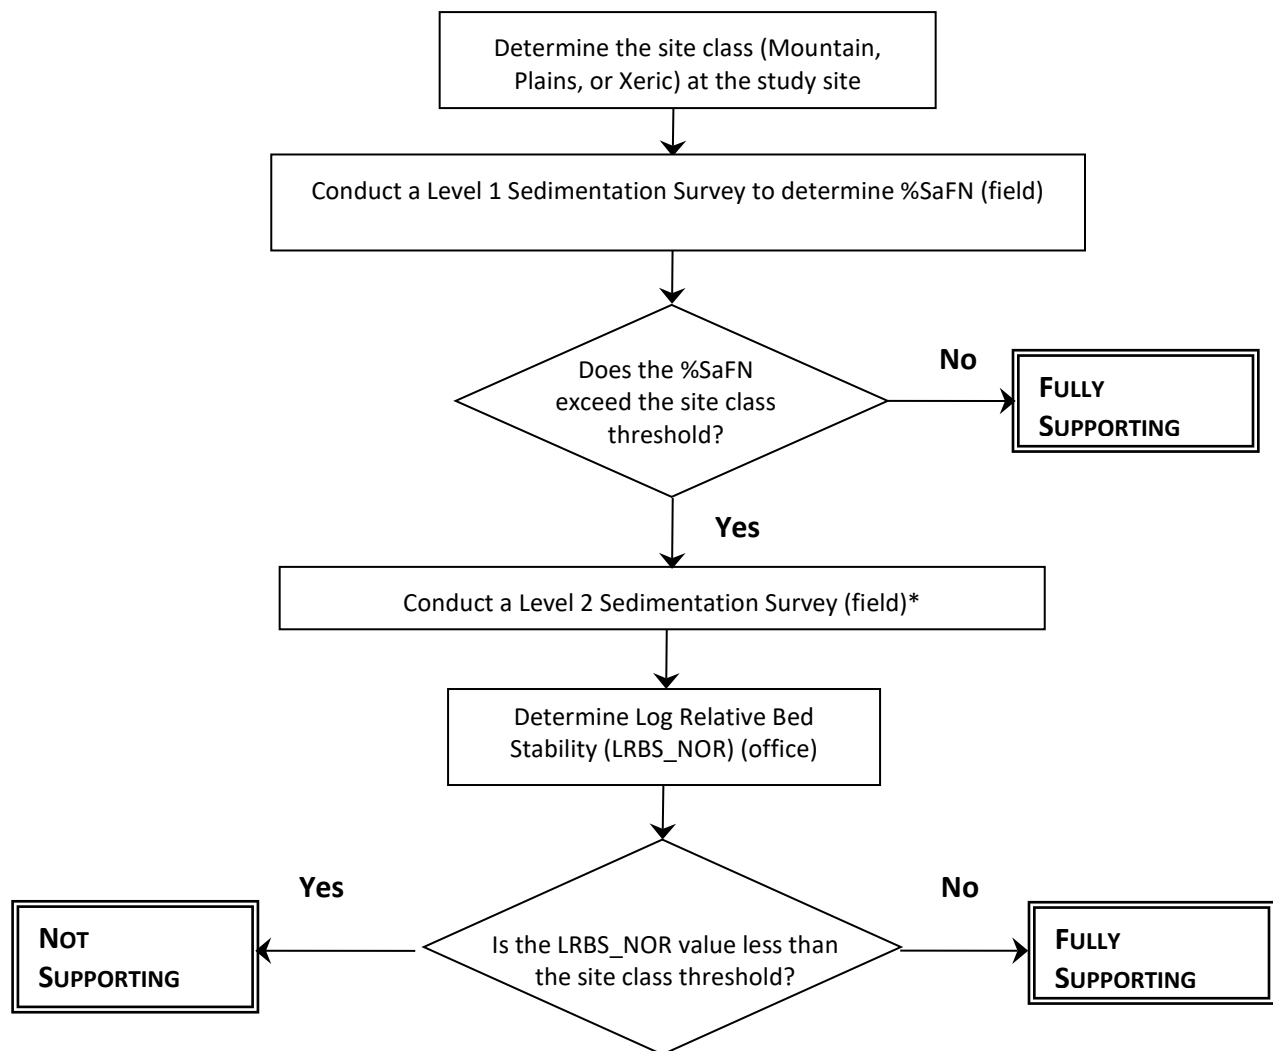 Determine the site class (Mountain,
Plains, or Xeric) at the study site
Conduct a Level 1 Sedimentation Survey to determine %SaFN (field)
Does the %SaFN
exceed the site class
threshold?
No
FULLY
SUPPORTING
Yes
Conduct a Level 2 Sedimentation Survey (field)*
Determine Log Relative Bed
Stability (LRBS_NOR) (office)
Is the LRBS_NOR value less than
the site class threshold?
Yes
NOT
SUPPORTING
No
FULLY
SUPPORTING